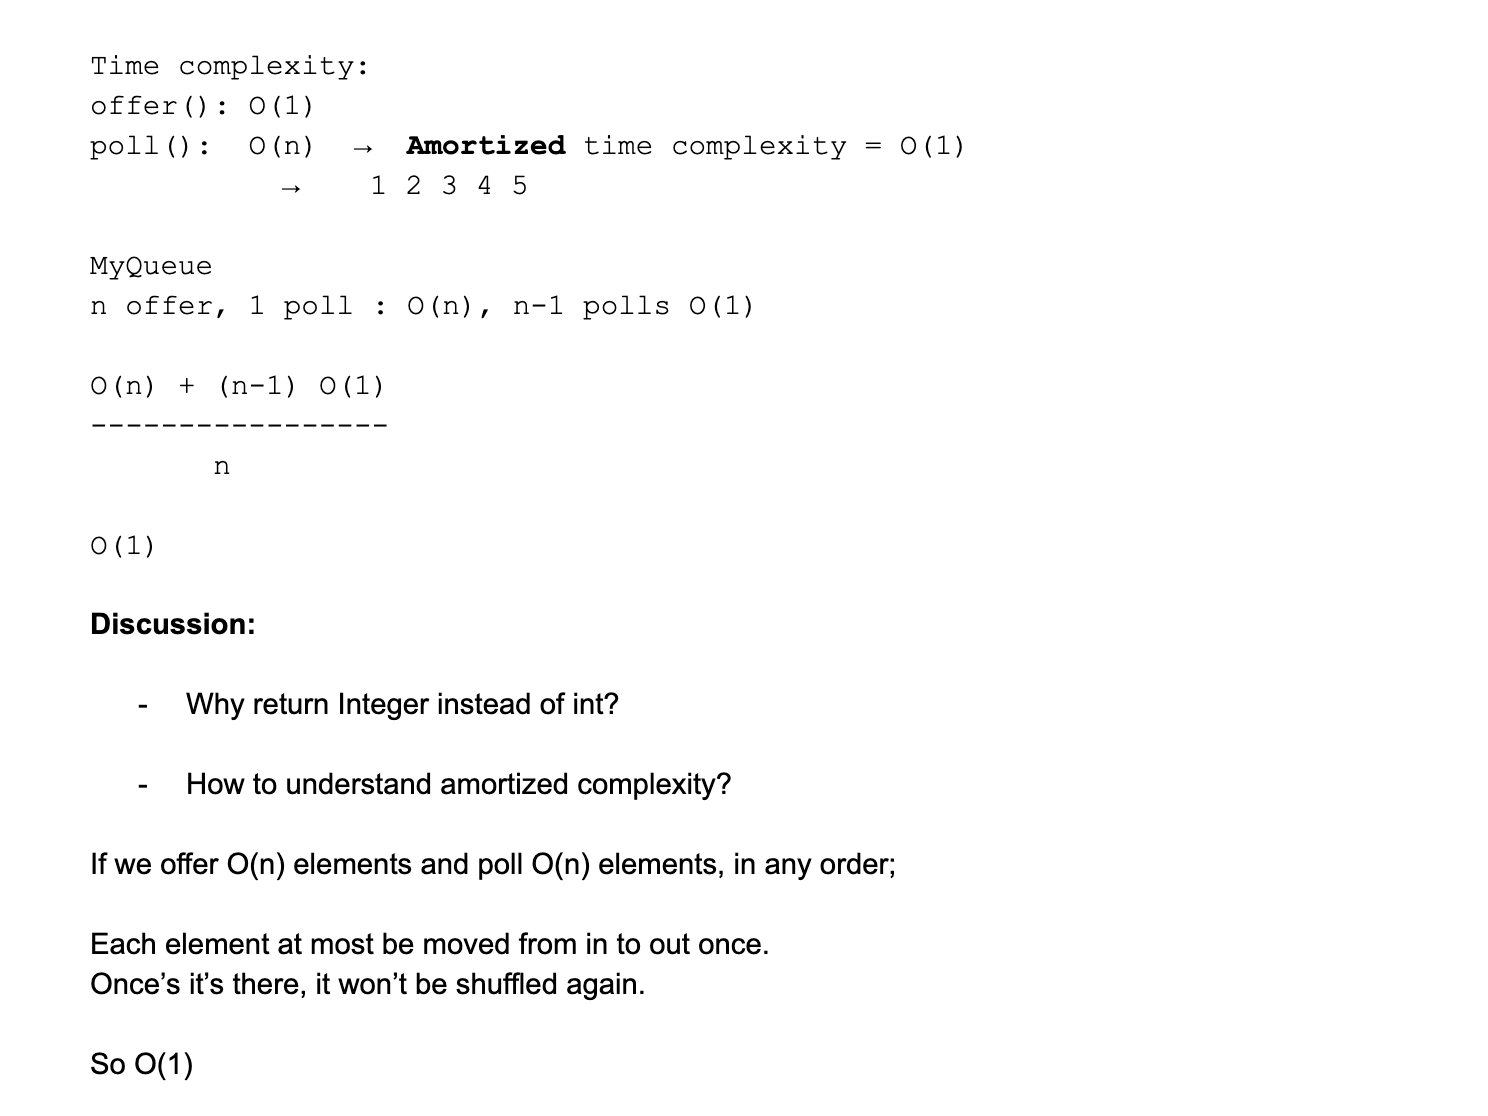 Time complexity:
offer(): O(1)
poll():  O(n)  →  Amortized time complexity = O(1)
→    1 2 3 4 5
MyQueue
n offer, 1 poll : O(n), n-1 polls O(1)
O(n) + (n-1) O(1)
-----------------
n
O(1)
Discussion:
- Why return Integer instead of int?
- How to understand amortized complexity?
If we offer O(n) elements and poll O(n) elements, in any order;
Each element at most be moved from in to out once.
Once’s it’s there, it won’t be shuffled again.
So O(1)